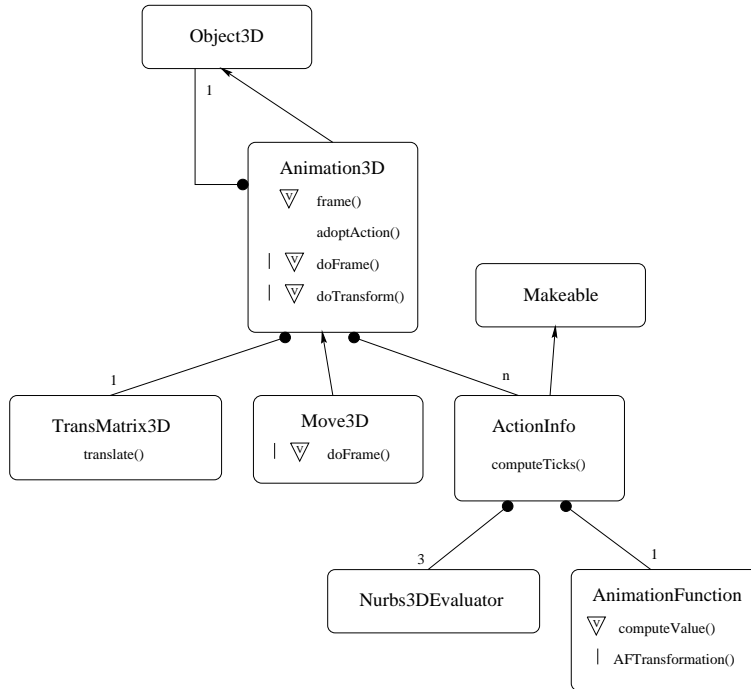 Object3D
1
Animation3D
v frame()
adoptAction()
| v doFrame()
| v doTransform()
Makeable
1
n
TransMatrix3D
translate()
Move3D
| v doFrame()
ActionInfo
computeTicks()
3
1
Nurbs3DEvaluator
AnimationFunction
v computeValue()
| AFTransformation()